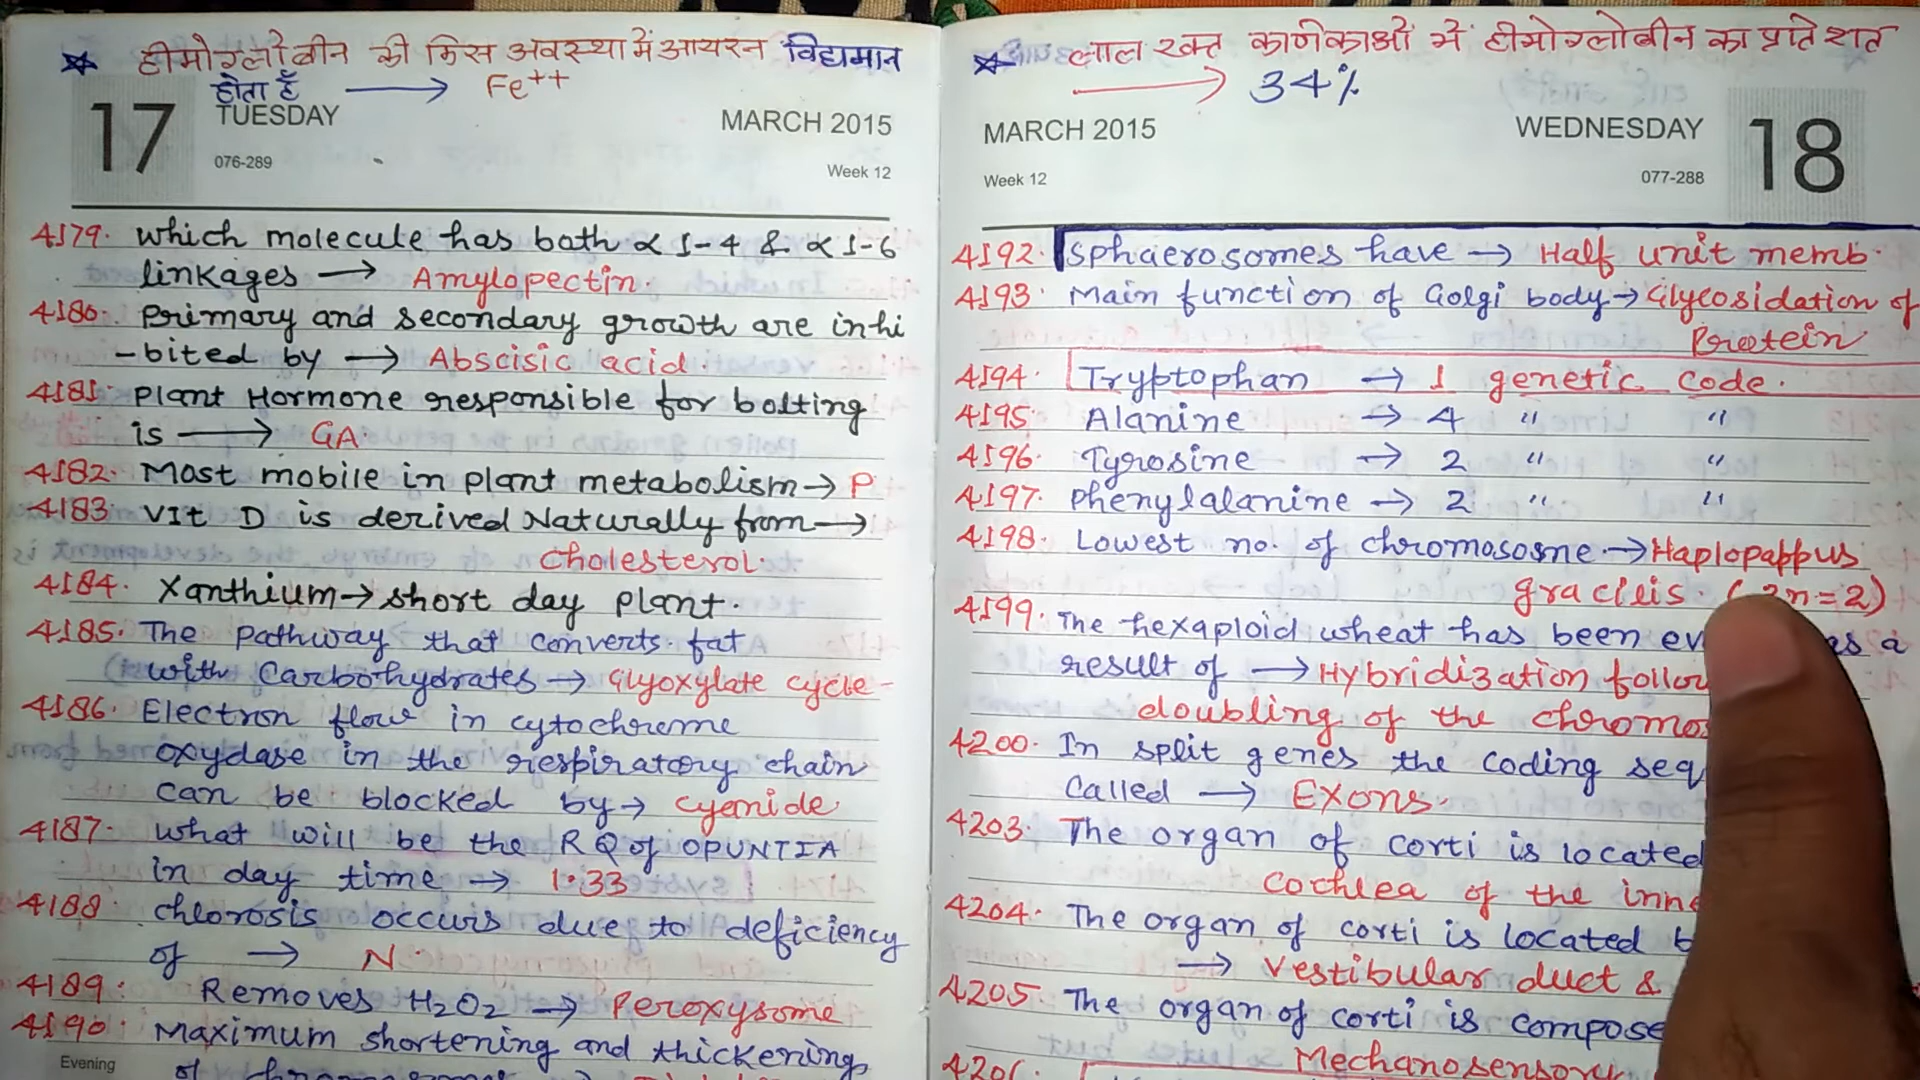 ☆ हीमोग्लोबीन की किस अवस्था में आयरन विद्यमान
होता हैं → Fe++
17
TUESDAY
MARCH 2015
076-289
Week 12
4179. which molecule has both α 1-4 & α 1-6
linkages → Amylopectin.
4180. Primary and secondary growth are inhi
-bited by → Abscisic acid.
4181. Plant Hormone responsible for bolting
is → GA.
4182. Most mobile in plant metabolism → P
4183. VIt D is derived Naturally from →
Cholesterol.
4184. Xanthium → short day plant.
4185. The pathway that converts fat
with Carbohydrates → Glyoxylate cycle
4186. Electron flow in cytochrome
oxydase in the respiratory chain
can be blocked by → cyanide
4187. what will be the RQ of OPUNTIA
in day time → 1.33
4188. chlorosis occurs due to deficiency
of → N.
4189. Removes H2O2 → Peroxysome
4190. Maximum shortening and thickening
of
Evening
☆ लाल रक्त कणिकाओं में हीमोग्लोबीन का प्रतिशत
→ 34%
MARCH 2015
WEDNESDAY
18
Week 12
077-288
4192. Sphaerosomes have → Half unit memb.
4193. Main function of Golgi body → Glycosidation of
Protein
4194. Tryptophan → 1 genetic code.
4195. Alanine → 4 " "
4196. Tyrosine → 2 " "
4197. Phenylalanine → 2 " "
4198. Lowest no. of chromosome → Haplopappus
gracilis. (2n=2)
4199. The hexaploid wheat has been as a
result of → Hybridization
doubling of the
4200. In split genes the coding
Called → Exons.
4203. The organ of corti is located
cochlea of the
4204. The organ of corti is located
→ Vestibular duct &
4205. The organ of corti is
Mechanosensory